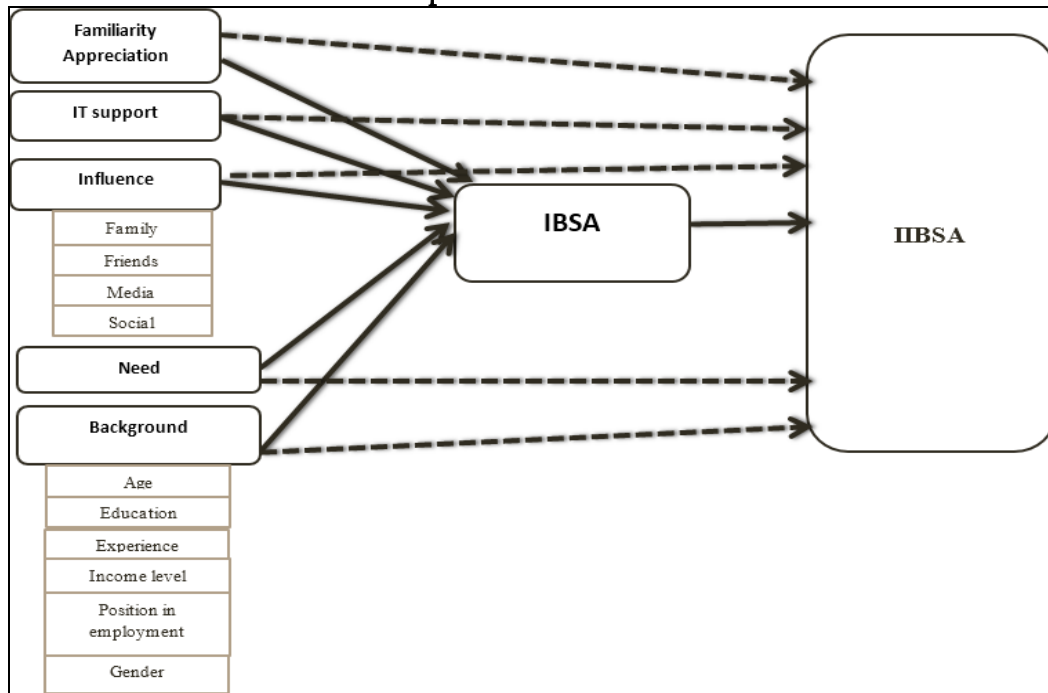 Familiarity
Appreciation
IT support
Influence
Family
Friends
Media
Social
Need
Background
Age
Education
Experience
Income level
Position in
employment
Gender
IBSA
IIBSA